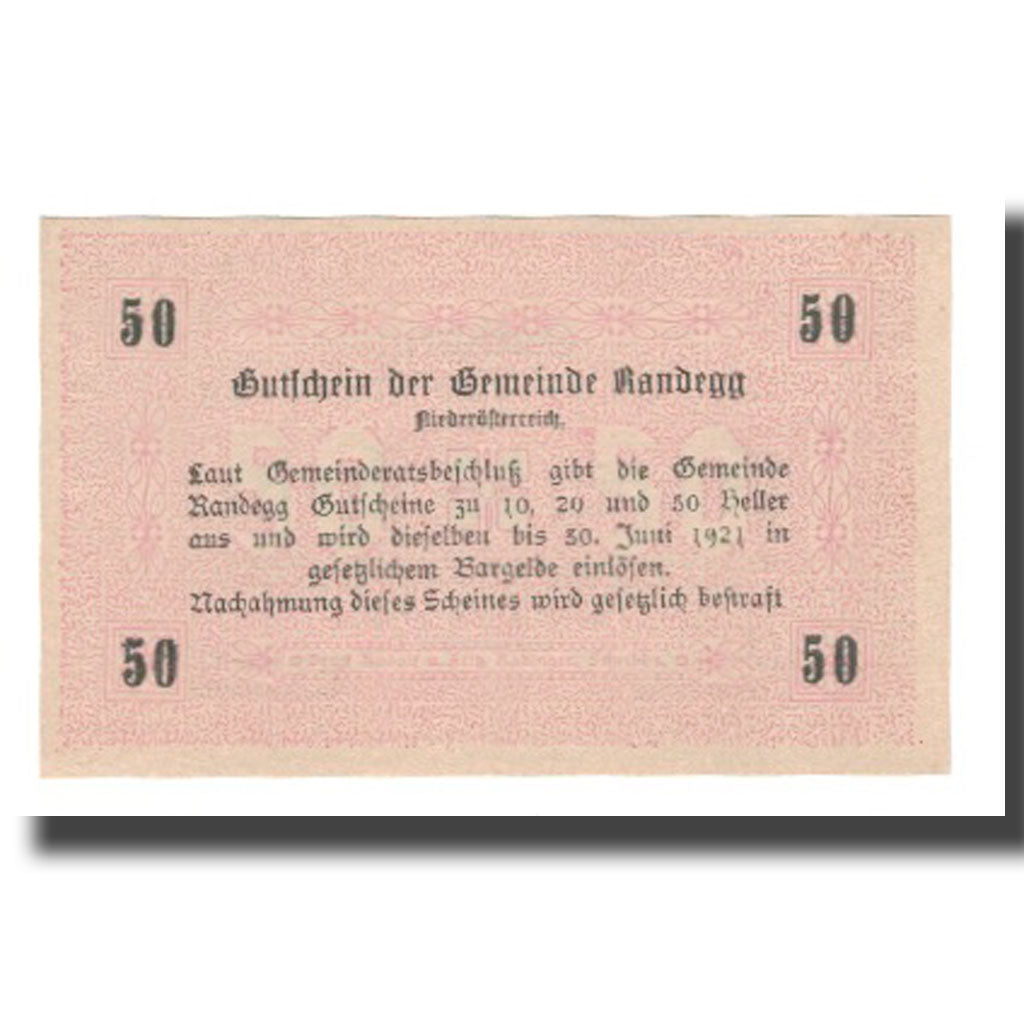 50 50
Gutschein der Gemeinde Randegg
Niederösterreich.
Laut Gemeinderatsbeschluß gibt die Gemeinde
Randegg Gutscheine zu 10, 20 und 50 Heller
aus und wird dieselben bis 30. Juni 1921 in
gesetzlichem Bargelde einlösen.
Nachahmung dieses Scheines wird gesetzlich bestraft
50 50